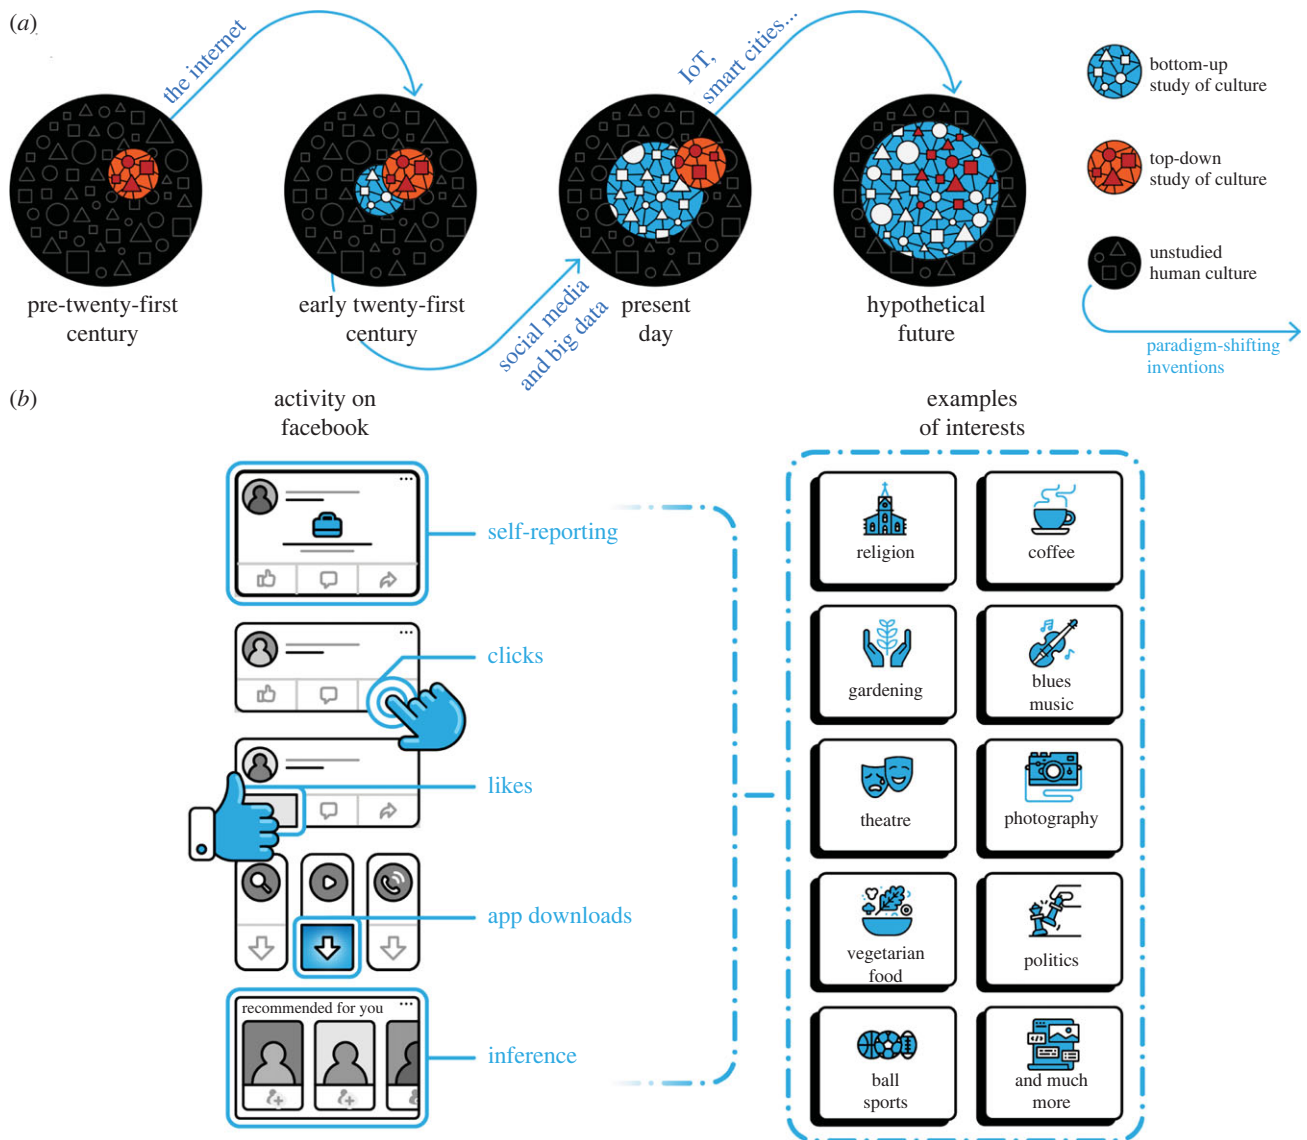 (a)
the internet
IoT,
smart cities...
bottom-up
study of culture
top-down
study of culture
unstudied
human culture
pre-twenty-first
century
early twenty-first
century
social media
and big data
present
day
hypothetical
future
paradigm-shifting
inventions
(b)
activity on
facebook
examples
of interests
self-reporting
clicks
likes
app downloads
recommended for you
inference
religion
coffee
gardening
blues
music
theatre
photography
vegetarian
food
politics
ball
sports
and much
more